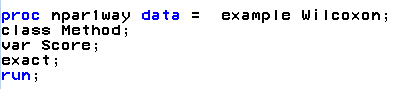 proc npar1way data =  example Wilcoxon;
class Method;
var Score;
exact;
run;